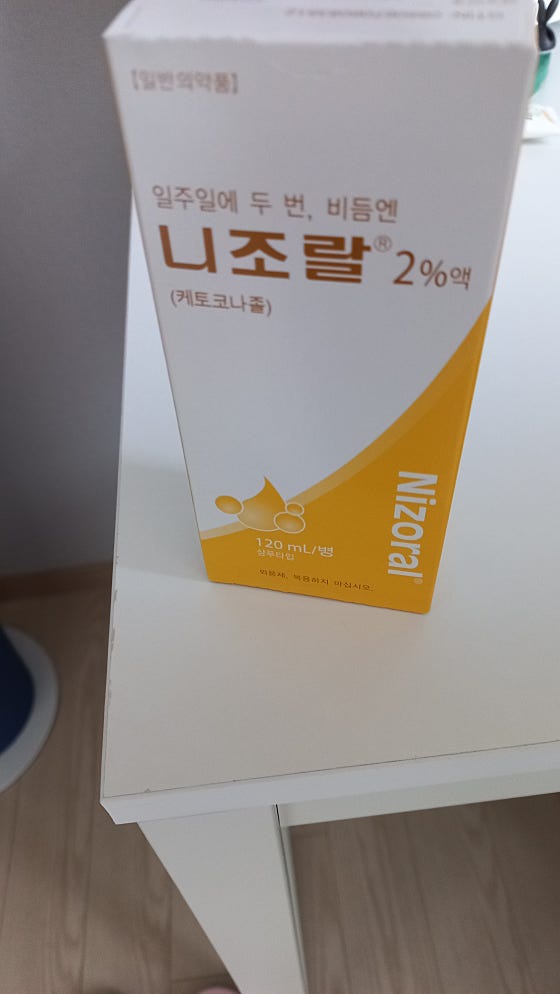 【일반의약품】
일주일에 두 번, 비듬엔
니조랄® 2%액
(케토코나졸)
Nizoral®
120 mL/병
샴푸타입
외용제, 복용하지 마십시오.